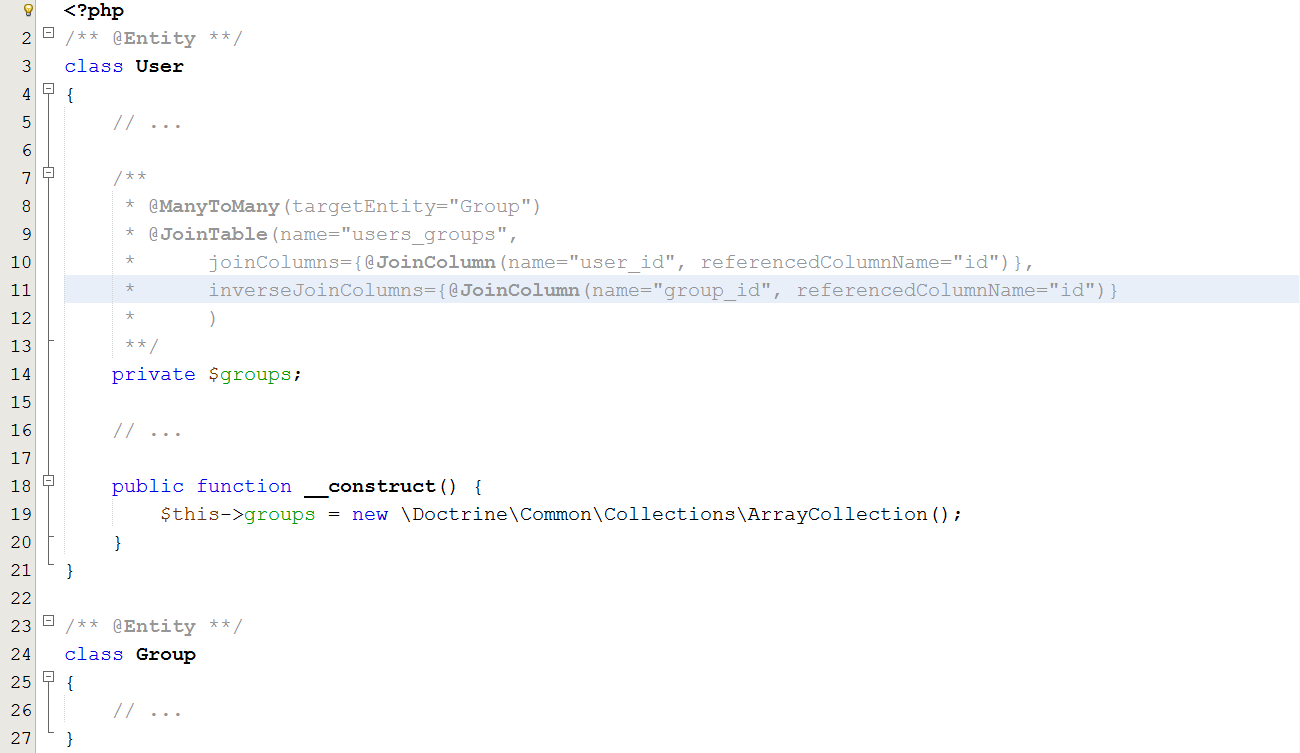 <?php
2 /** @Entity **/
3 class User
4 {
5     // ...
6
7     /**
8      * @ManyToMany(targetEntity="Group")
9      * @JoinTable(name="users_groups",
10      *      joinColumns={@JoinColumn(name="user_id", referencedColumnName="id")},
11      *      inverseJoinColumns={@JoinColumn(name="group_id", referencedColumnName="id")}
12      *      )
13      **/
14     private $groups;
15
16     // ...
17
18     public function __construct() {
19         $this->groups = new \Doctrine\Common\Collections\ArrayCollection();
20     }
21 }
22
23 /** @Entity **/
24 class Group
25 {
26     // ...
27 }